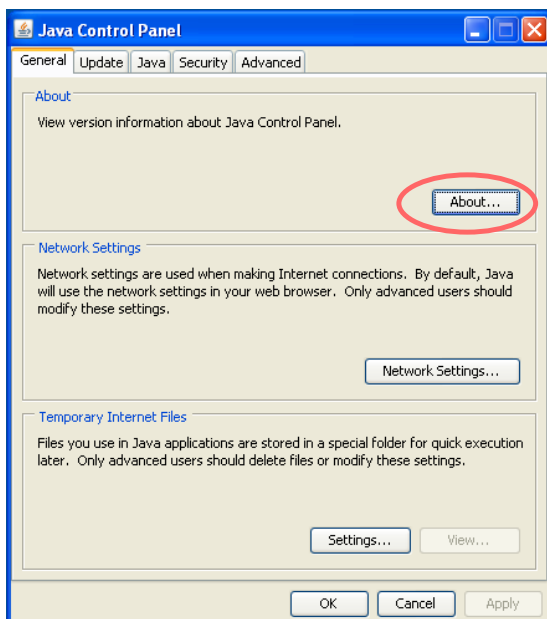 Java Control Panel
General Update Java Security Advanced
About
View version information about Java Control Panel.
About...
Network Settings
Network settings are used when making Internet connections. By default, Java
will use the network settings in your web browser. Only advanced users should
modify these settings.
Network Settings...
Temporary Internet Files
Files you use in Java applications are stored in a special folder for quick execution
later. Only advanced users should delete files or modify these settings.
Settings... View...
OK Cancel Apply